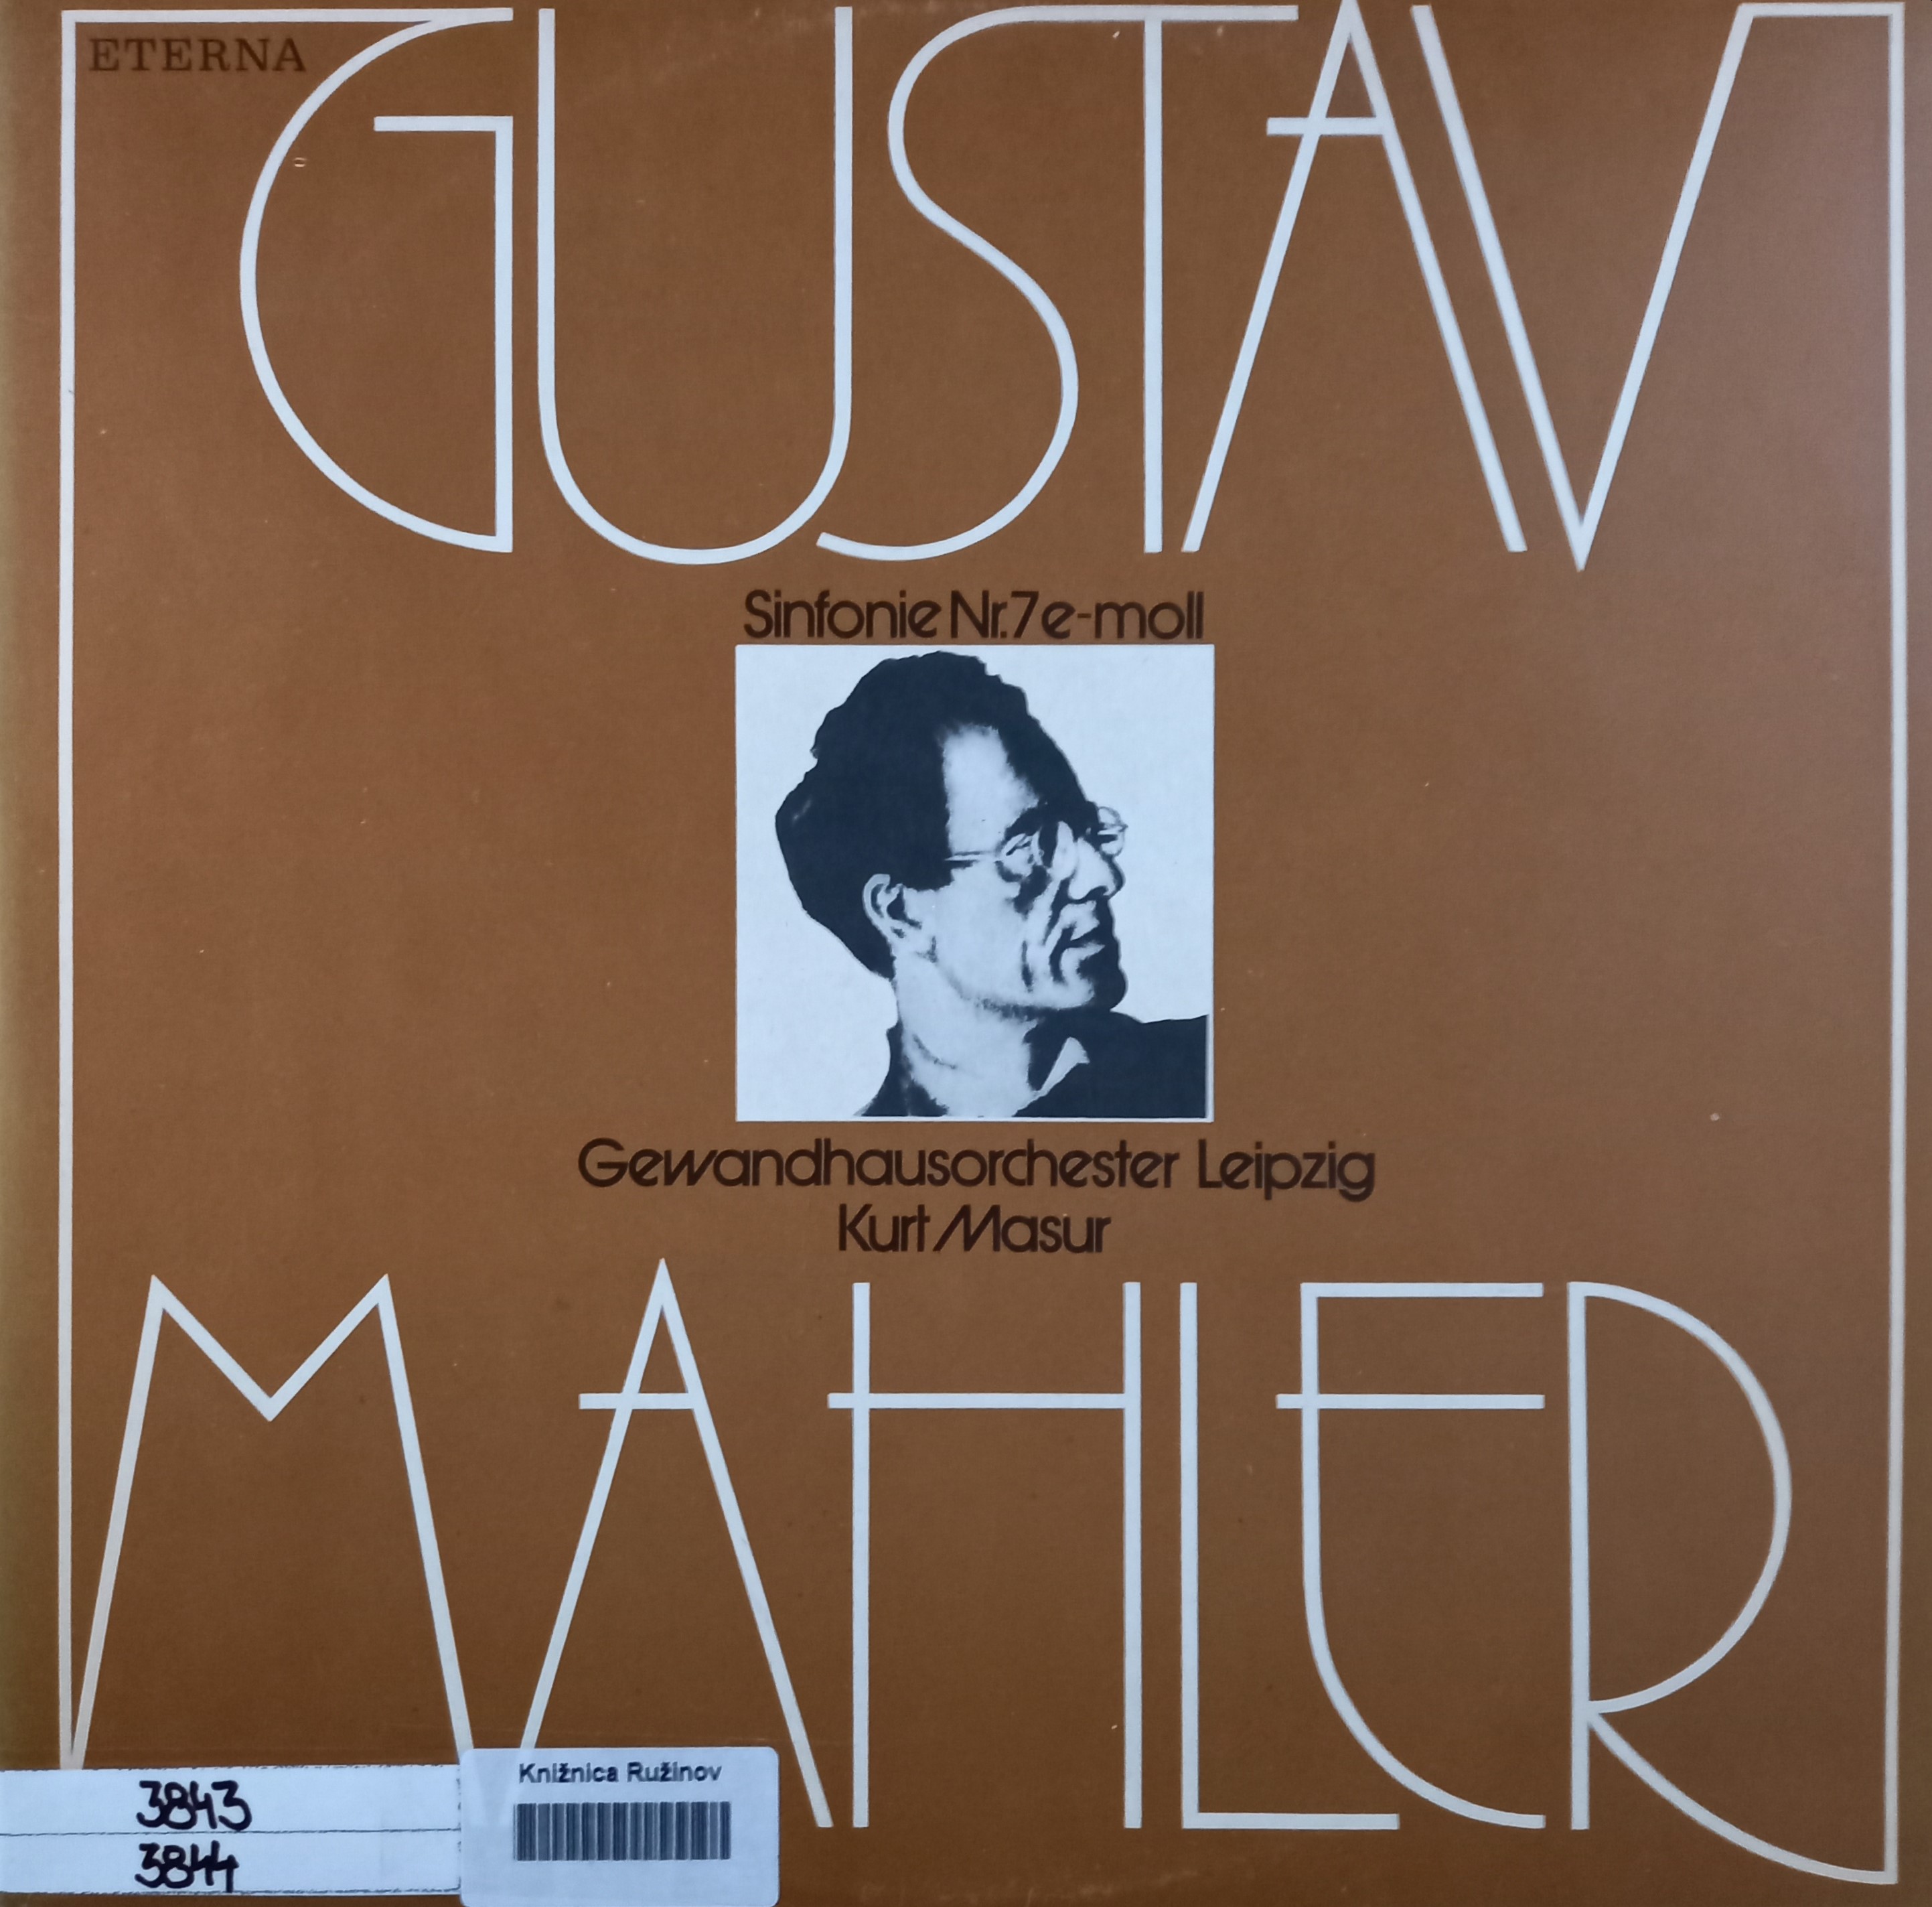 ETERNA
GUSTAV
Sinfonie Nr.7 e-moll
Gewandhausorchester Leipzig
Kurt Masur
MAHLER
3843
3844
Knižnica Ružinov